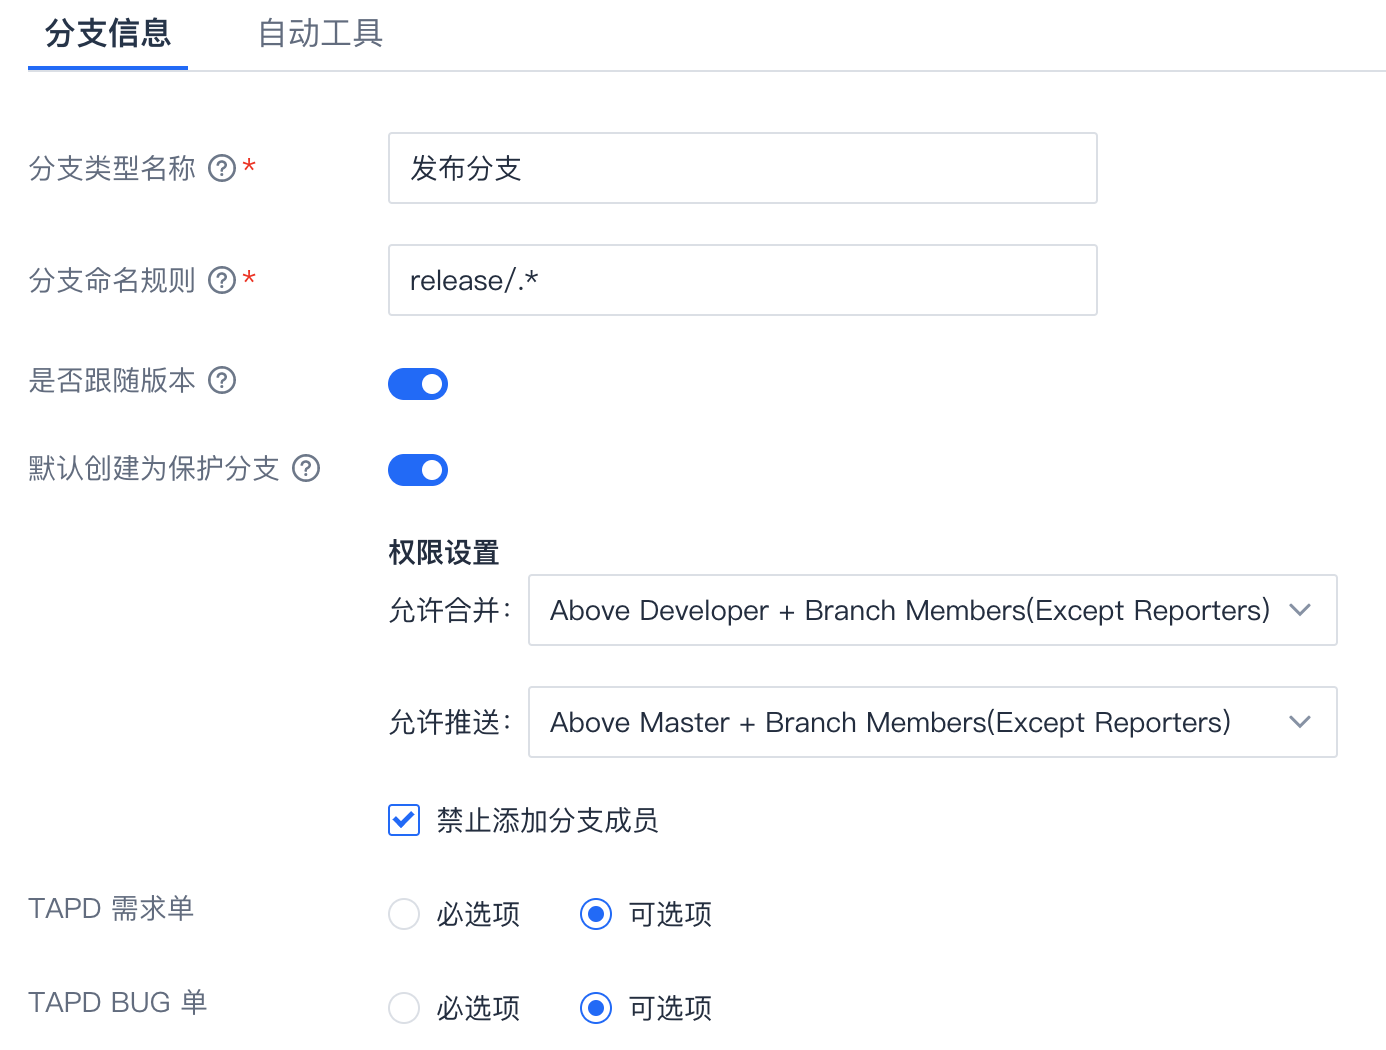 分支信息 自动工具
分支类型名称 ? * 发布分支
分支命名规则 ? * release/.*
是否跟随版本 ?
默认创建为保护分支 ?
权限设置
允许合并： Above Developer + Branch Members(Except Reporters)
允许推送： Above Master + Branch Members(Except Reporters)
禁止添加分支成员
TAPD 需求单 必选项 可选项
TAPD BUG 单 必选项 可选项